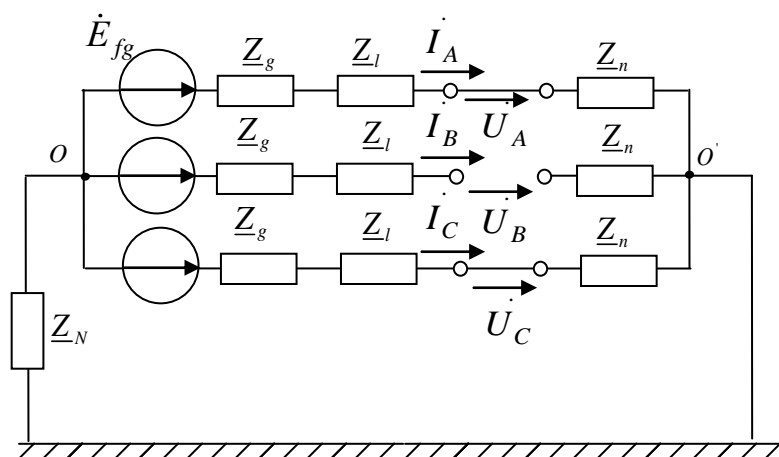 Ė_fg
Z_g Z_l İ_A Z_n
O Z_g Z_l İ_B U̇_A Z_n O'
Z_g Z_l İ_C U̇_B Z_n
Z_N U̇_C